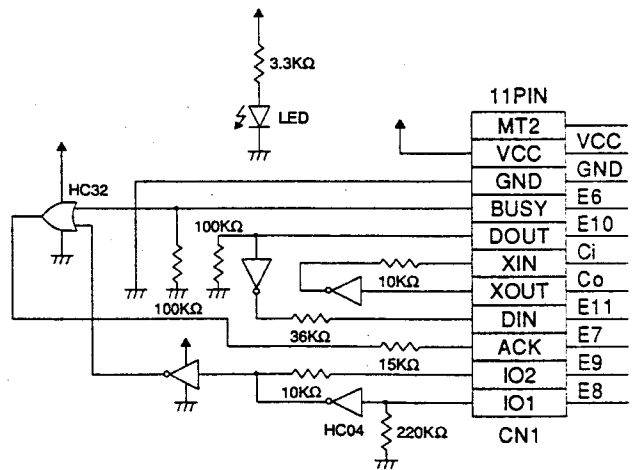 3.3KΩ
LED
11PIN
MT2
VCC
VCC
GND
GND
E6
HC32
BUSY
E10
100KΩ
DOUT
Ci
XIN
10KΩ
Co
XOUT
E11
100KΩ
DIN
36KΩ
E7
ACK
15KΩ
E9
IO2
10KΩ
E8
IO1
HC04
220KΩ
CN1